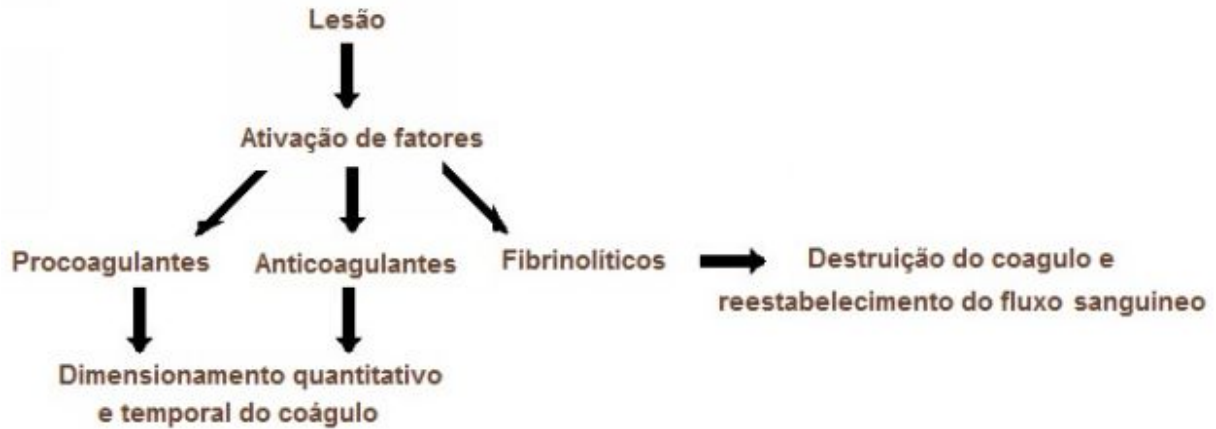 Lesão
Ativação de fatores
Procoagulantes
Anticoagulantes
Fibrinolíticos
Destruição do coagulo e
reestabelecimento do fluxo sanguineo
Dimensionamento quantitativo
e temporal do coágulo